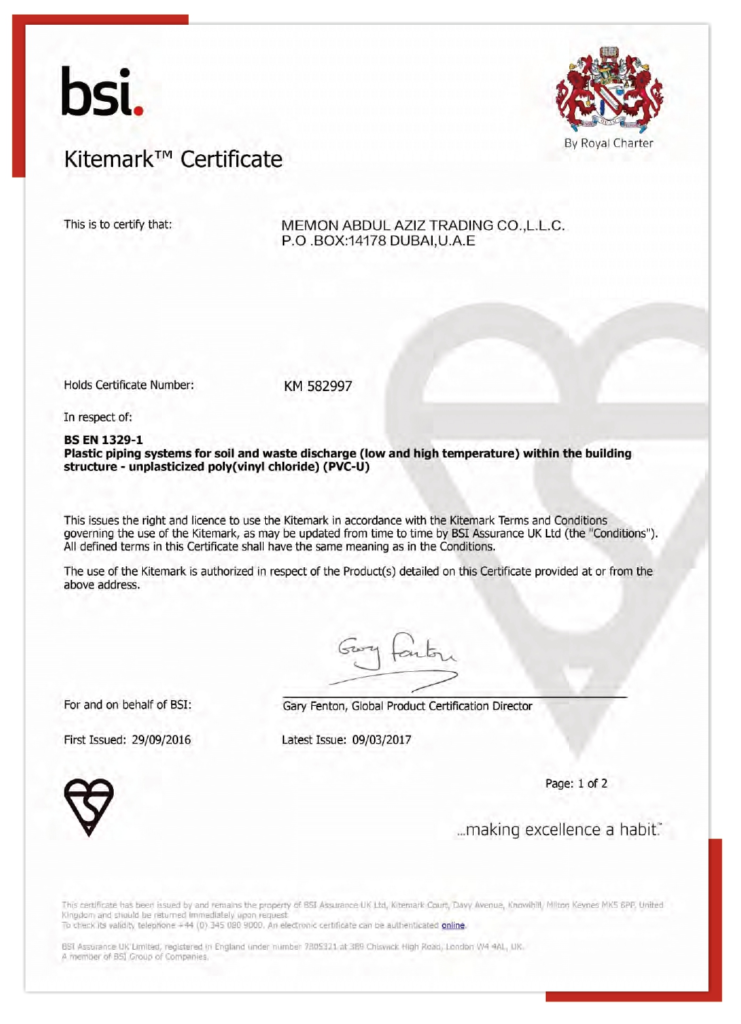 bsi.
By Royal Charter
Kitemark™ Certificate
This is to certify that:
MEMON ABDUL AZIZ TRADING CO.,L.L.C.
P.O .BOX:14178 DUBAI,U.A.E
Holds Certificate Number:
KM 582997
In respect of:
BS EN 1329-1
Plastic piping systems for soil and waste discharge (low and high temperature) within the building
structure - unplasticized poly(vinyl chloride) (PVC-U)
This issues the right and licence to use the Kitemark in accordance with the Kitemark Terms and Conditions
governing the use of the Kitemark, as may be updated from time to time by BSI Assurance UK Ltd (the "Conditions").
All defined terms in this Certificate shall have the same meaning as in the Conditions.
The use of the Kitemark is authorized in respect of the Product(s) detailed on this Certificate provided at or from the
above address.
Gary Fenton
For and on behalf of BSI:
Gary Fenton, Global Product Certification Director
First Issued: 29/09/2016
Latest Issue: 09/03/2017
Page: 1 of 2
...making excellence a habit.™
This certificate has been issued by and remains the property of BSI Assurance UK Ltd, Kitemark Court, Davy Avenue, Knowlhill, Milton Keynes MK5 8PP, United
Kingdom and should be returned immediately upon request.
To check its validity telephone +44 (0) 345 080 9000. An electronic certificate can be authenticated online.
BSI Assurance UK Limited, registered in England under number 7805321 at 389 Chiswick High Road, London W4 4AL, UK.
A member of BSI Group of Companies.